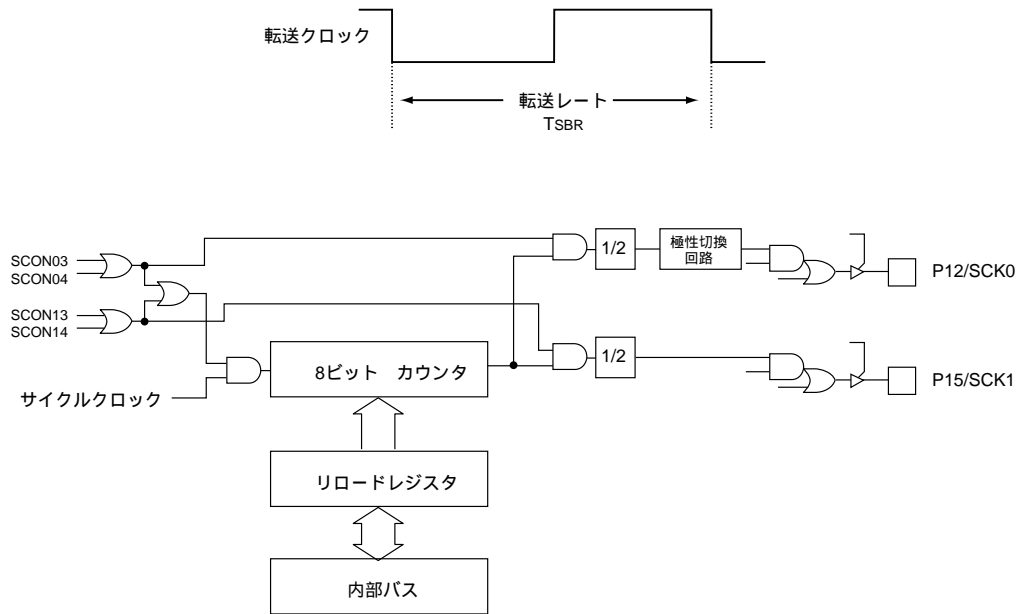 転送クロック
転送レート
TSBR
SCON03
SCON04
1/2
極性切換
回路
P12/SCK0
SCON13
SCON14
8ビット カウンタ
1/2
P15/SCK1
サイクルクロック
リロードレジスタ
内部バス